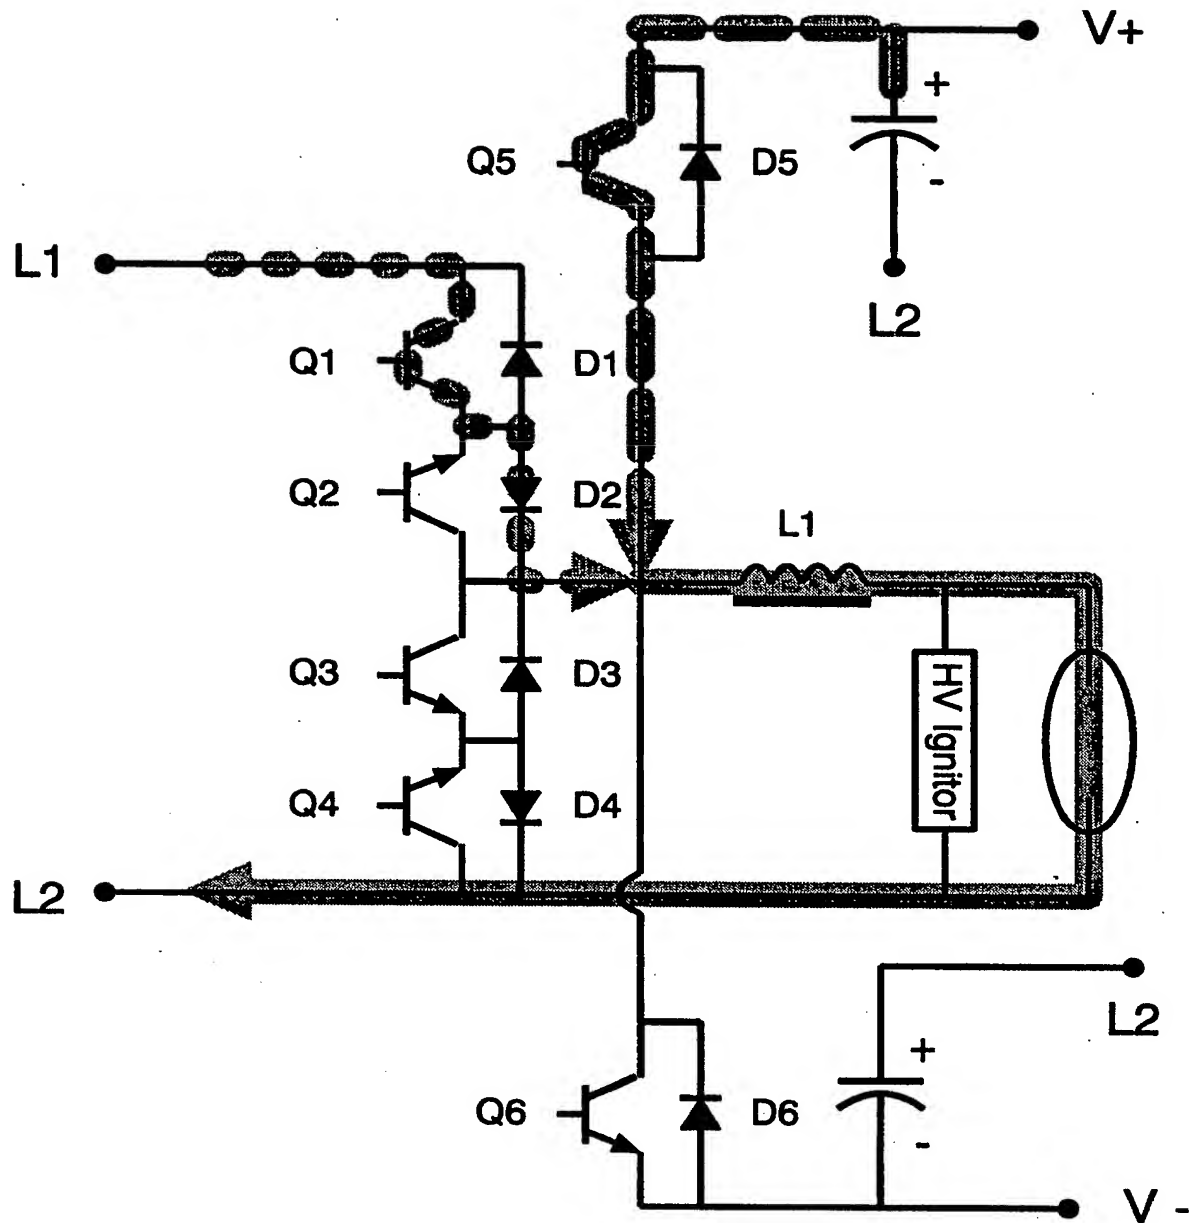 V+
+
Q5
D5
-
L1
L2
Q1
D1
Q2
D2
L1
Q3
D3
HV Ignitor
Q4
D4
L2
L2
+
Q6
D6
-
V -